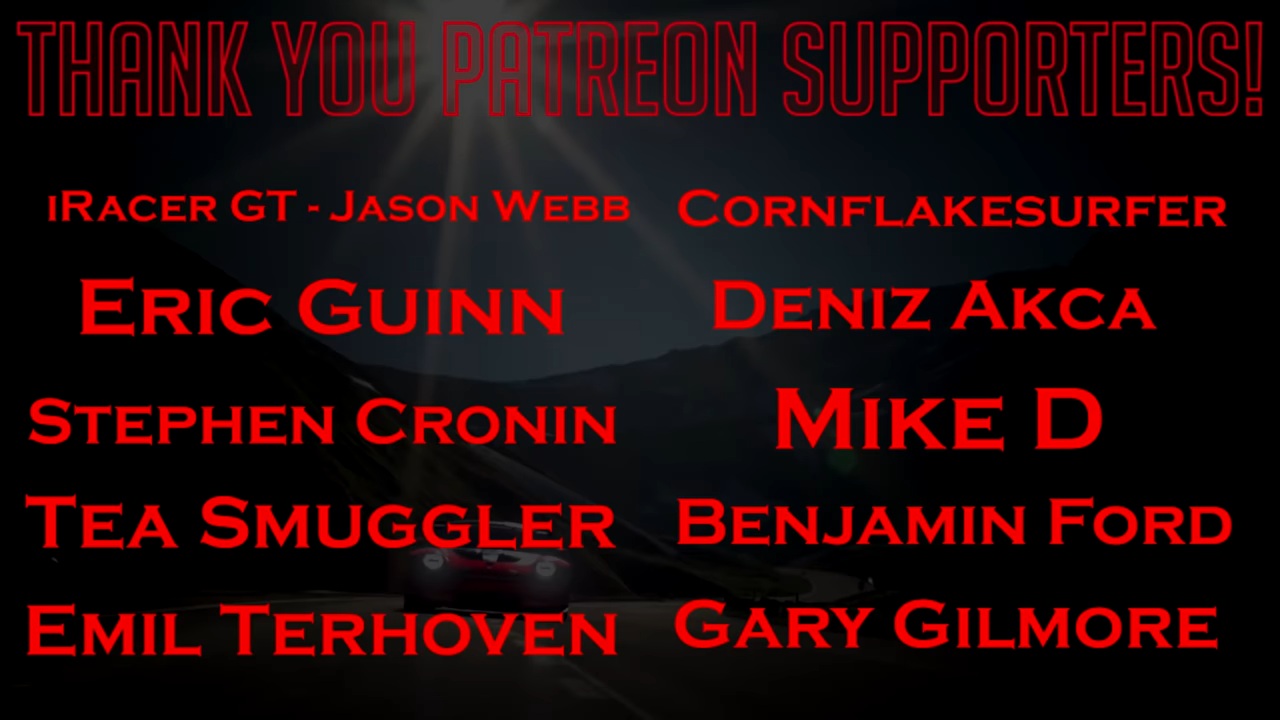 THANK YOU PATREON SUPPORTERS!
iRacer GT - Jason Webb
Cornflakesurfer
Eric Guinn
Deniz Akca
Stephen Cronin
Mike D
Tea Smuggler
Benjamin Ford
Emil Terhoven
Gary Gilmore